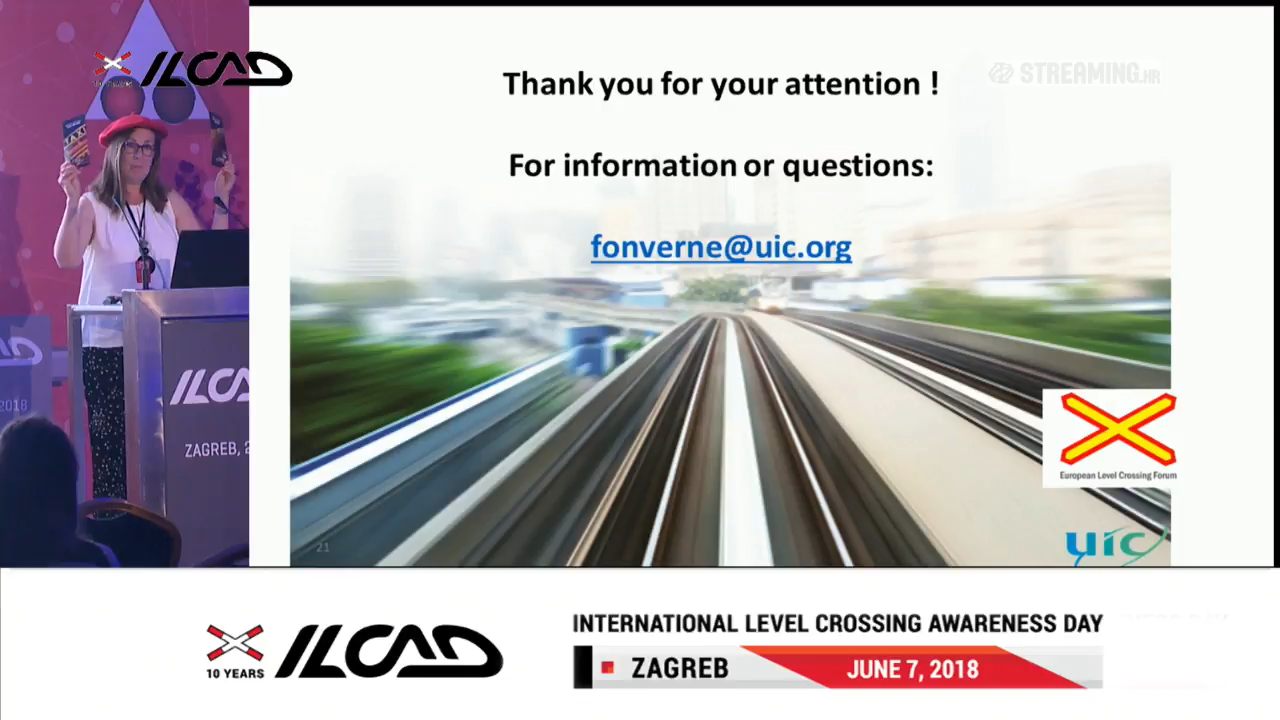 ILCAD
STREAMING.HR
Thank you for your attention !
For information or questions:
fonverne@uic.org
ILCA
ZAGREB, 2
2018
European Level Crossing Forum
uic
21
10 YEARS
ILCAD
INTERNATIONAL LEVEL CROSSING AWARENESS DAY
ZAGREB
JUNE 7, 2018